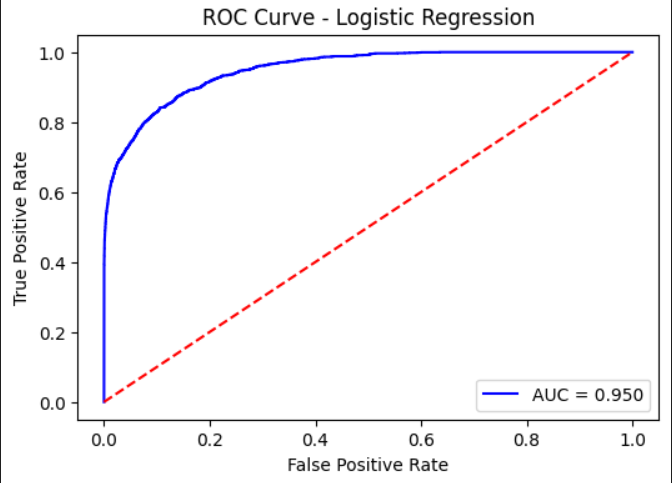 ROC Curve - Logistic Regression
True Positive Rate
1.0
0.8
0.6
0.4
0.2
0.0
AUC = 0.950
0.0 0.2 0.4 0.6 0.8 1.0
False Positive Rate